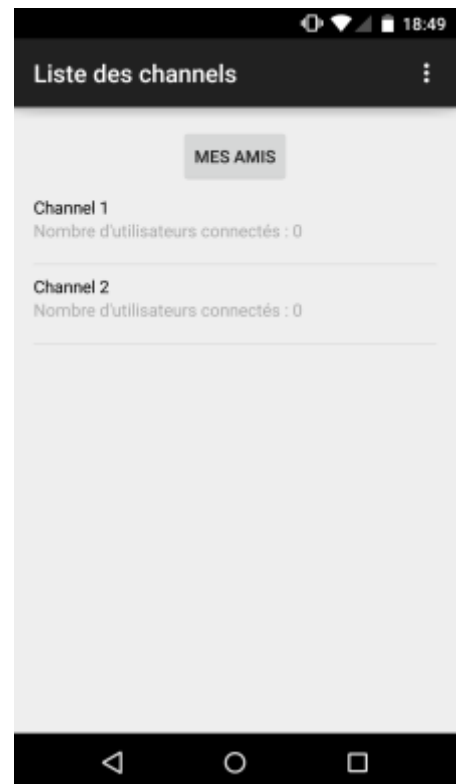 18:49
Liste des channels
MES AMIS
Channel 1
Nombre d'utilisateurs connectés : 0
Channel 2
Nombre d'utilisateurs connectés : 0